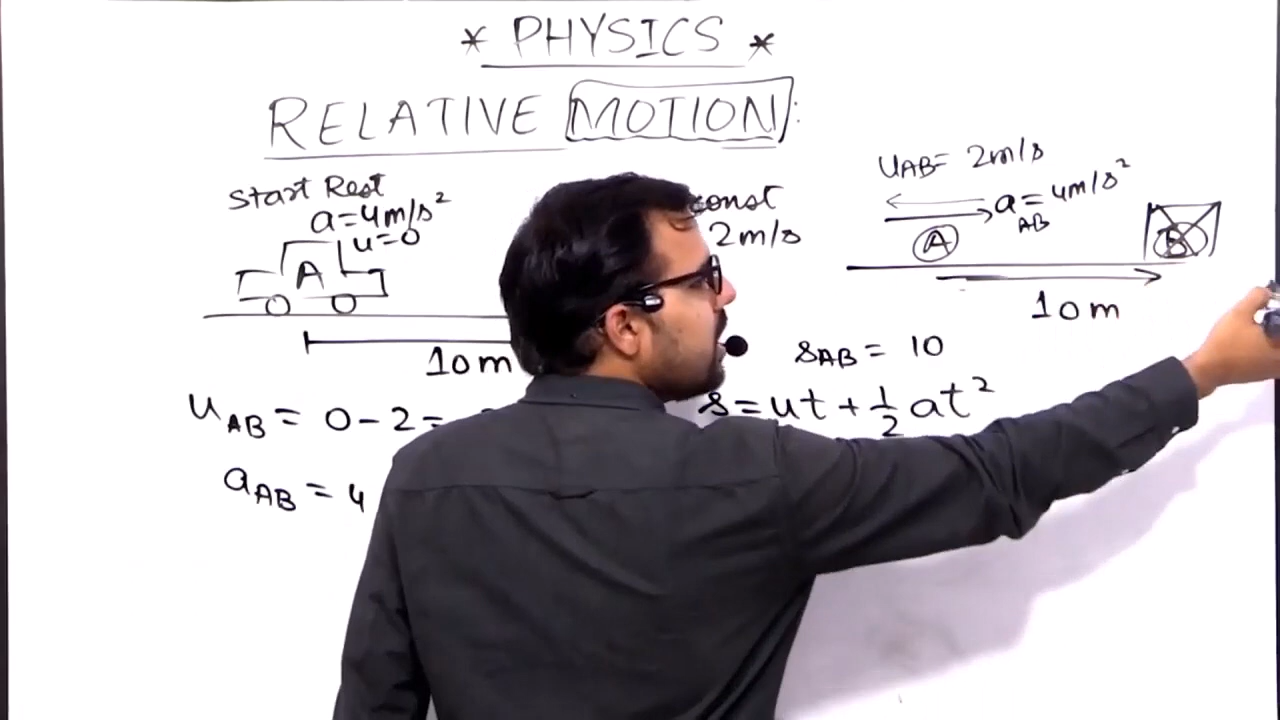 * PHYSICS *
RELATIVE MOTION:
Start Rest
a=4m/s²
u=0
A
10m
const
2m/s
uAB= 2m/s
a AB = 4m/s²
A
B
10m
sAB = 10
uAB = 0-2=
s=ut+½at²
aAB = 4